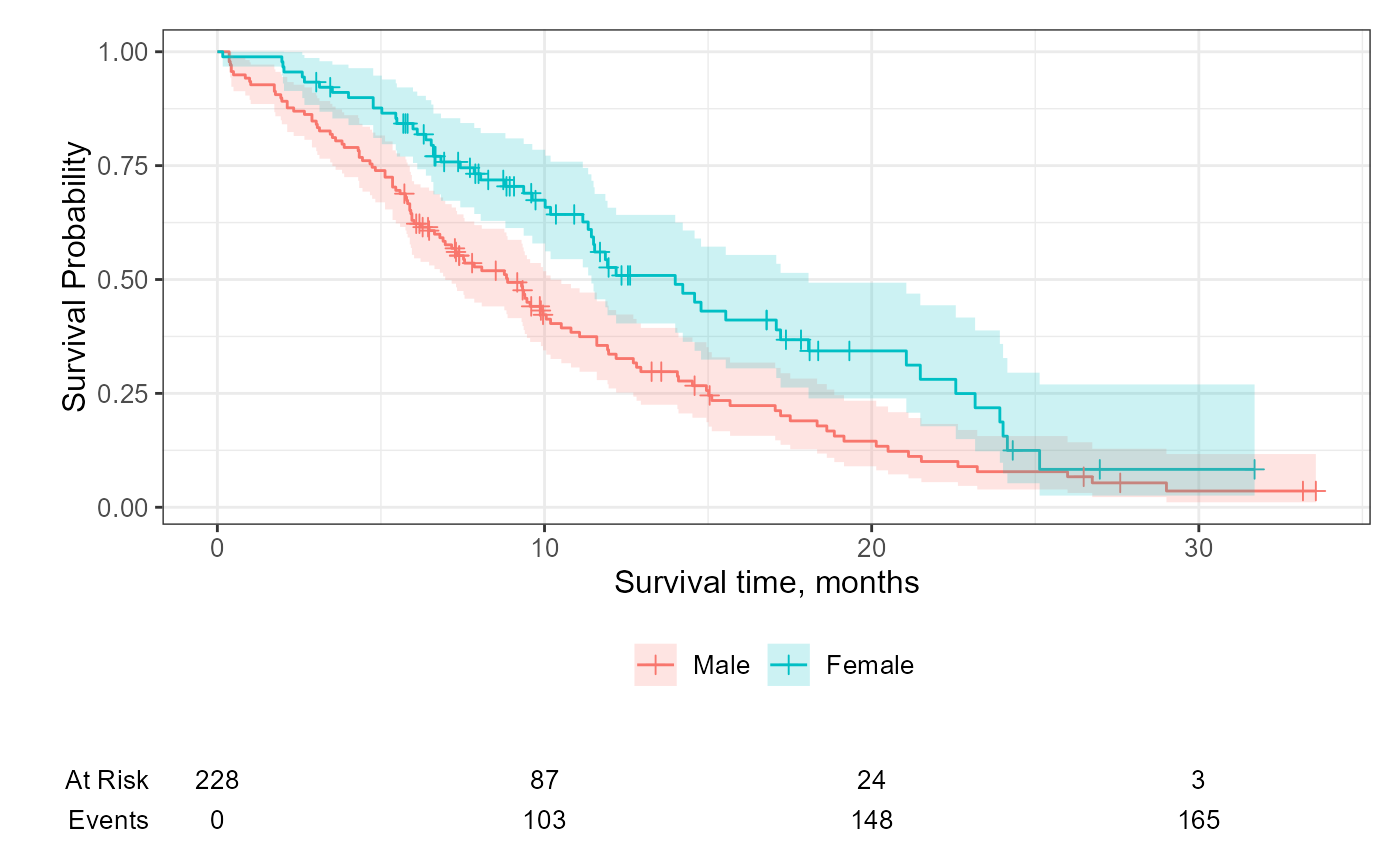 Survival Probability
1.00
0.75
0.50
0.25
0.00
0 10 20 30
Survival time, months
Male Female
At Risk 228 87 24 3
Events 0 103 148 165